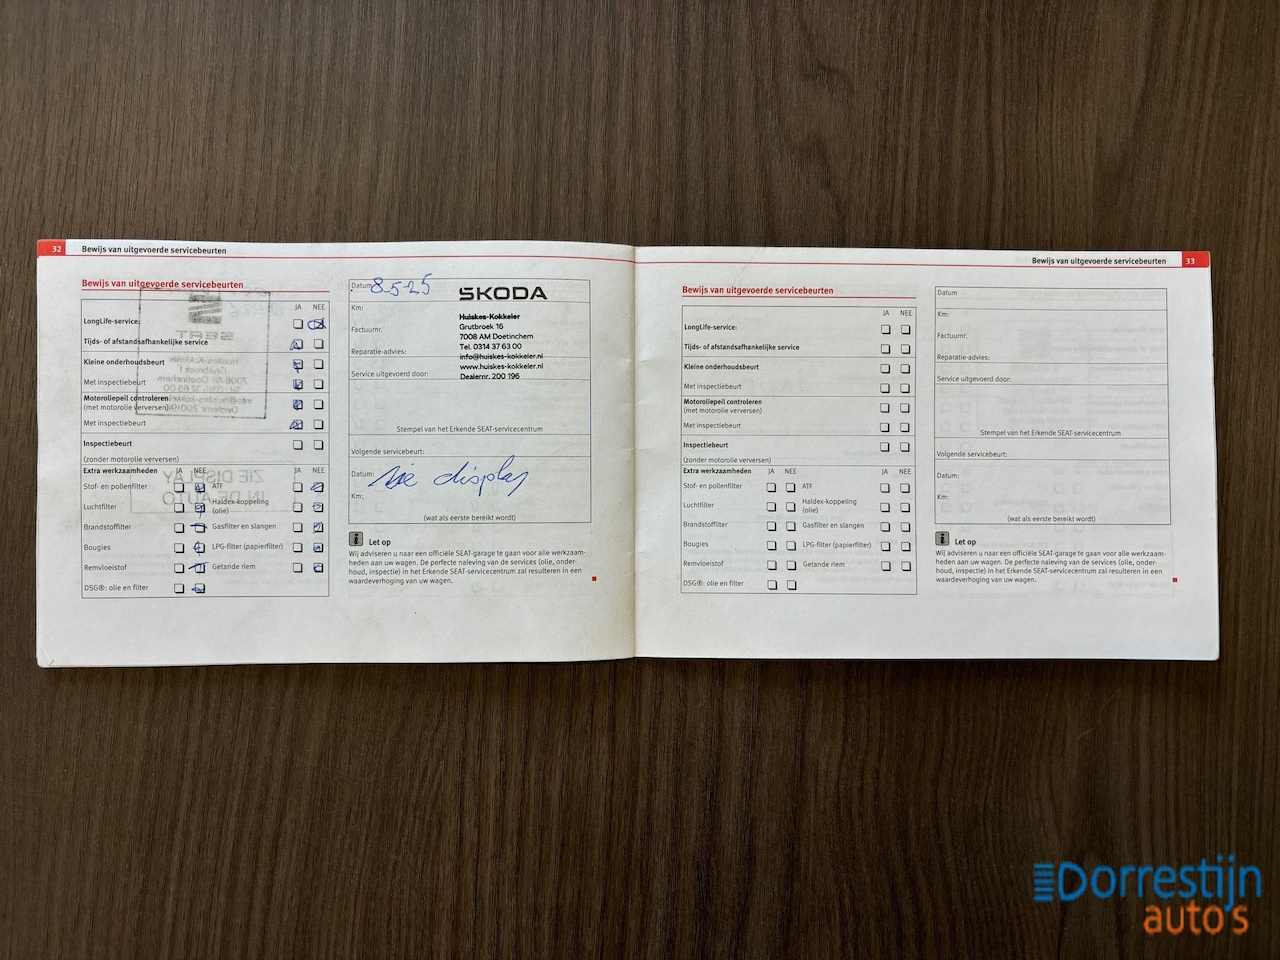 32 Bewijs van uitgevoerde servicebeurten
Bewijs van uitgevoerde servicebeurten
JA NEE
LongLife-service:
Tijds- of afstandsafhankelijke service
Kleine onderhoudsbeurt
Met inspectiebeurt
Motoroliepeil controleren
(met motorolie verversen)
Met inspectiebeurt
Inspectiebeurt
(zonder motorolie verversen)
Extra werkzaamheden JA NEE JA NEE
Stof- en pollenfilter ATF
Luchtfilter Haldex-koppeling
(olie)
Brandstoffilter Gasfilter en slangen
Bougies LPG-filter (papierfilter)
Remvloeistof Getande riem
DSG®: olie en filter
SEAT
Huiskes-Kokkeler
ZIE DISPLAY
IN DE AUTO
Datum 8-5-25
Km:
Factuurnr.
Reparatie-advies:
Service uitgevoerd door:
ŠKODA
Huiskes-Kokkeler
Grutbroek 16
7008 AM Doetinchem
Tel. 0314 37 63 00
info@huiskes-kokkeler.nl
www.huiskes-kokkeler.nl
Dealernr. 200 196
Stempel van het Erkende SEAT-servicecentrum
Volgende servicebeurt:
Datum: zie display
Km:
(wat als eerste bereikt wordt)
i Let op
Wij adviseren u naar een officiële SEAT-garage te gaan voor alle werkzaam-
heden aan uw wagen. De perfecte naleving van de services (olie, onder-
houd, inspectie) in het Erkende SEAT-servicecentrum zal resulteren in een
waardeverhoging van uw wagen.
Bewijs van uitgevoerde servicebeurten 33
Bewijs van uitgevoerde servicebeurten
JA NEE
LongLife-service:
Tijds- of afstandsafhankelijke service
Kleine onderhoudsbeurt
Met inspectiebeurt
Motoroliepeil controleren
(met motorolie verversen)
Met inspectiebeurt
Inspectiebeurt
(zonder motorolie verversen)
Extra werkzaamheden JA NEE JA NEE
Stof- en pollenfilter ATF
Luchtfilter Haldex-koppeling
(olie)
Brandstoffilter Gasfilter en slangen
Bougies LPG-filter (papierfilter)
Remvloeistof Getande riem
DSG®: olie en filter
Datum
Km:
Factuurnr.
Reparatie-advies:
Service uitgevoerd door:
Stempel van het Erkende SEAT-servicecentrum
Volgende servicebeurt:
Datum:
Km:
(wat als eerste bereikt wordt)
i Let op
Wij adviseren u naar een officiële SEAT-garage te gaan voor alle werkzaam-
heden aan uw wagen. De perfecte naleving van de services (olie, onder-
houd, inspectie) in het Erkende SEAT-servicecentrum zal resulteren in een
waardeverhoging van uw wagen.
Dorrestijn
auto's